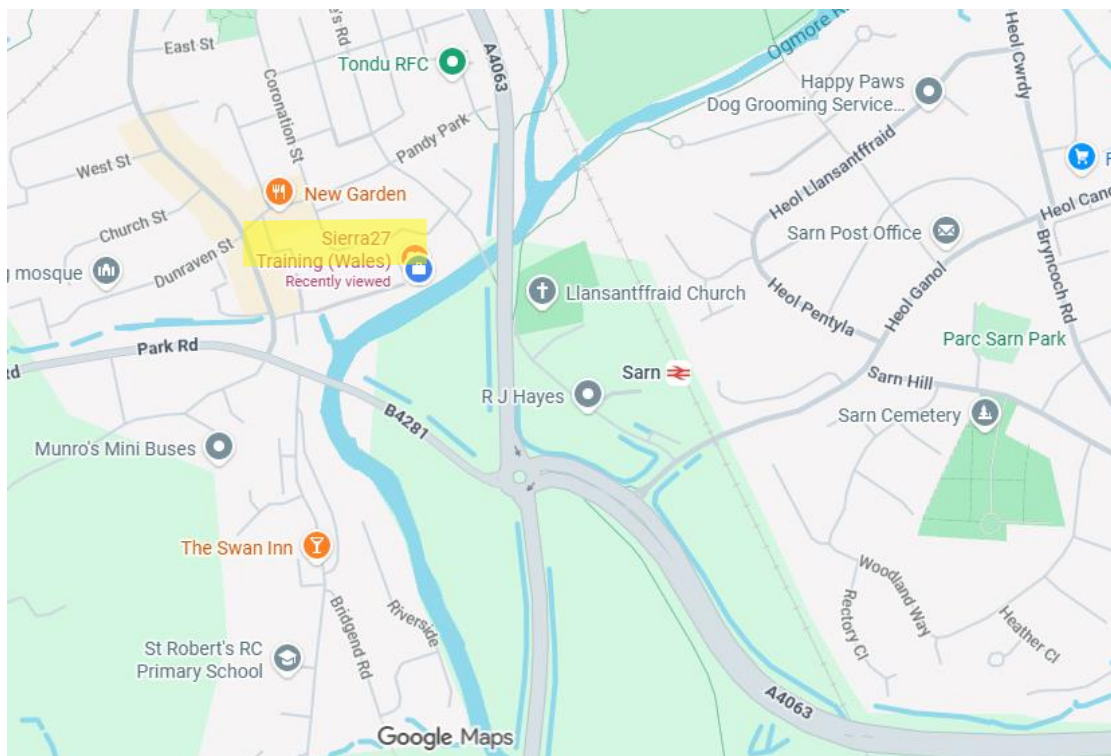 East St
's Rd
A4063
Ogmore R
Heol Cwrdy
Tondu RFC
Happy Paws
Dog Grooming Service...
Coronation St
Pandy Park
West St
New Garden
Heol Llansantffraid
F
Heol Cano
Church St
Sierra27
Training (Wales)
Recently viewed
Sarn Post Office
Dunraven St
g mosque
Llansantffraid Church
Heol Pentyla
Heol Ganol
Bryncoch Rd
Park Rd
Rd
Parc Sarn Park
Sarn
Sarn Hill
R J Hayes
Sarn Cemetery
B4281
Munro's Mini Buses
The Swan Inn
Woodland Way
Rectory Cl
Heather Cl
Bridgend Rd
Riverside
St Robert's RC
Primary School
A4063
Google Maps